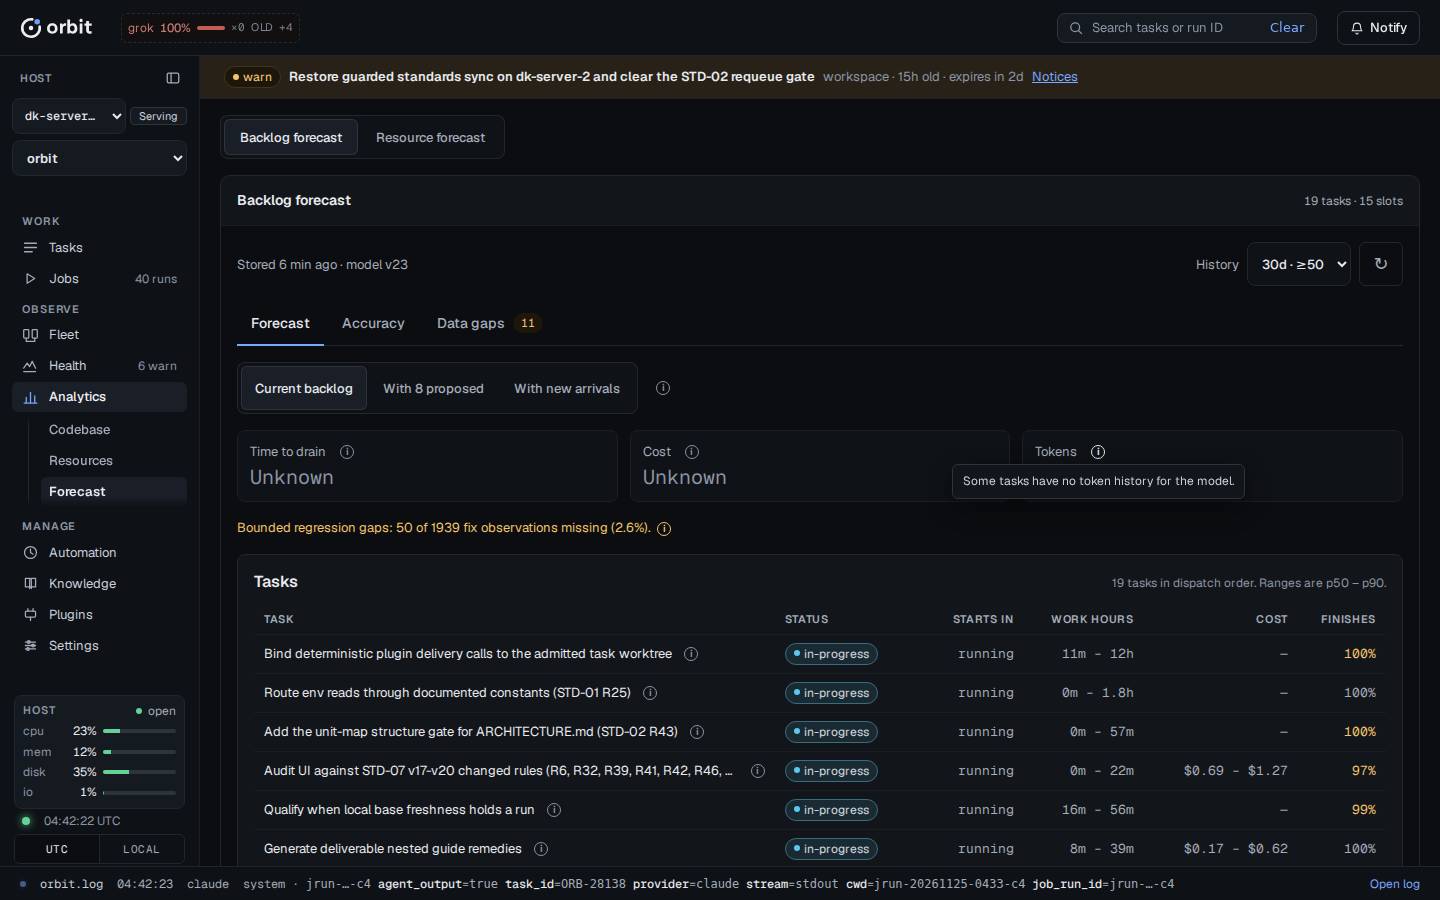 orbit
grok 100% ×0 OLD +4
Search tasks or run ID Clear
Notify
HOST
dk-server…
Serving
orbit
WORK
Tasks
Jobs 40 runs
OBSERVE
Fleet
Health 6 warn
Analytics
Codebase
Resources
Forecast
MANAGE
Automation
Knowledge
Plugins
Settings
HOST open
cpu 23%
mem 12%
disk 35%
io 1%
04:42:22 UTC
UTC LOCAL
warn Restore guarded standards sync on dk-server-2 and clear the STD-02 requeue gate workspace · 15h old · expires in 2d Notices
Backlog forecast Resource forecast
Backlog forecast 19 tasks · 15 slots
Stored 6 min ago · model v23 History 30d · ≥50 ↻
Forecast Accuracy Data gaps 11
Current backlog With 8 proposed With new arrivals
Time to drain
Unknown
Cost
Unknown
Tokens
Some tasks have no token history for the model.
Bounded regression gaps: 50 of 1939 fix observations missing (2.6%).
Tasks 19 tasks in dispatch order. Ranges are p50 – p90.
TASK STATUS STARTS IN WORK HOURS COST FINISHES
Bind deterministic plugin delivery calls to the admitted task worktree in-progress running 11m – 12h — 100%
Route env reads through documented constants (STD-01 R25) in-progress running 0m – 1.8h — 100%
Add the unit-map structure gate for ARCHITECTURE.md (STD-02 R43) in-progress running 0m – 57m — 100%
Audit UI against STD-07 v17-v20 changed rules (R6, R32, R39, R41, R42, R46, … in-progress running 0m – 22m $0.69 – $1.27 97%
Qualify when local base freshness holds a run in-progress running 16m – 56m — 99%
Generate deliverable nested guide remedies in-progress running 8m – 39m $0.17 – $0.62 100%
orbit.log 04:42:23 claude system · jrun-…-c4 agent_output=true task_id=ORB-28138 provider=claude stream=stdout cwd=jrun-20261125-0433-c4 job_run_id=jrun-…-c4 Open log